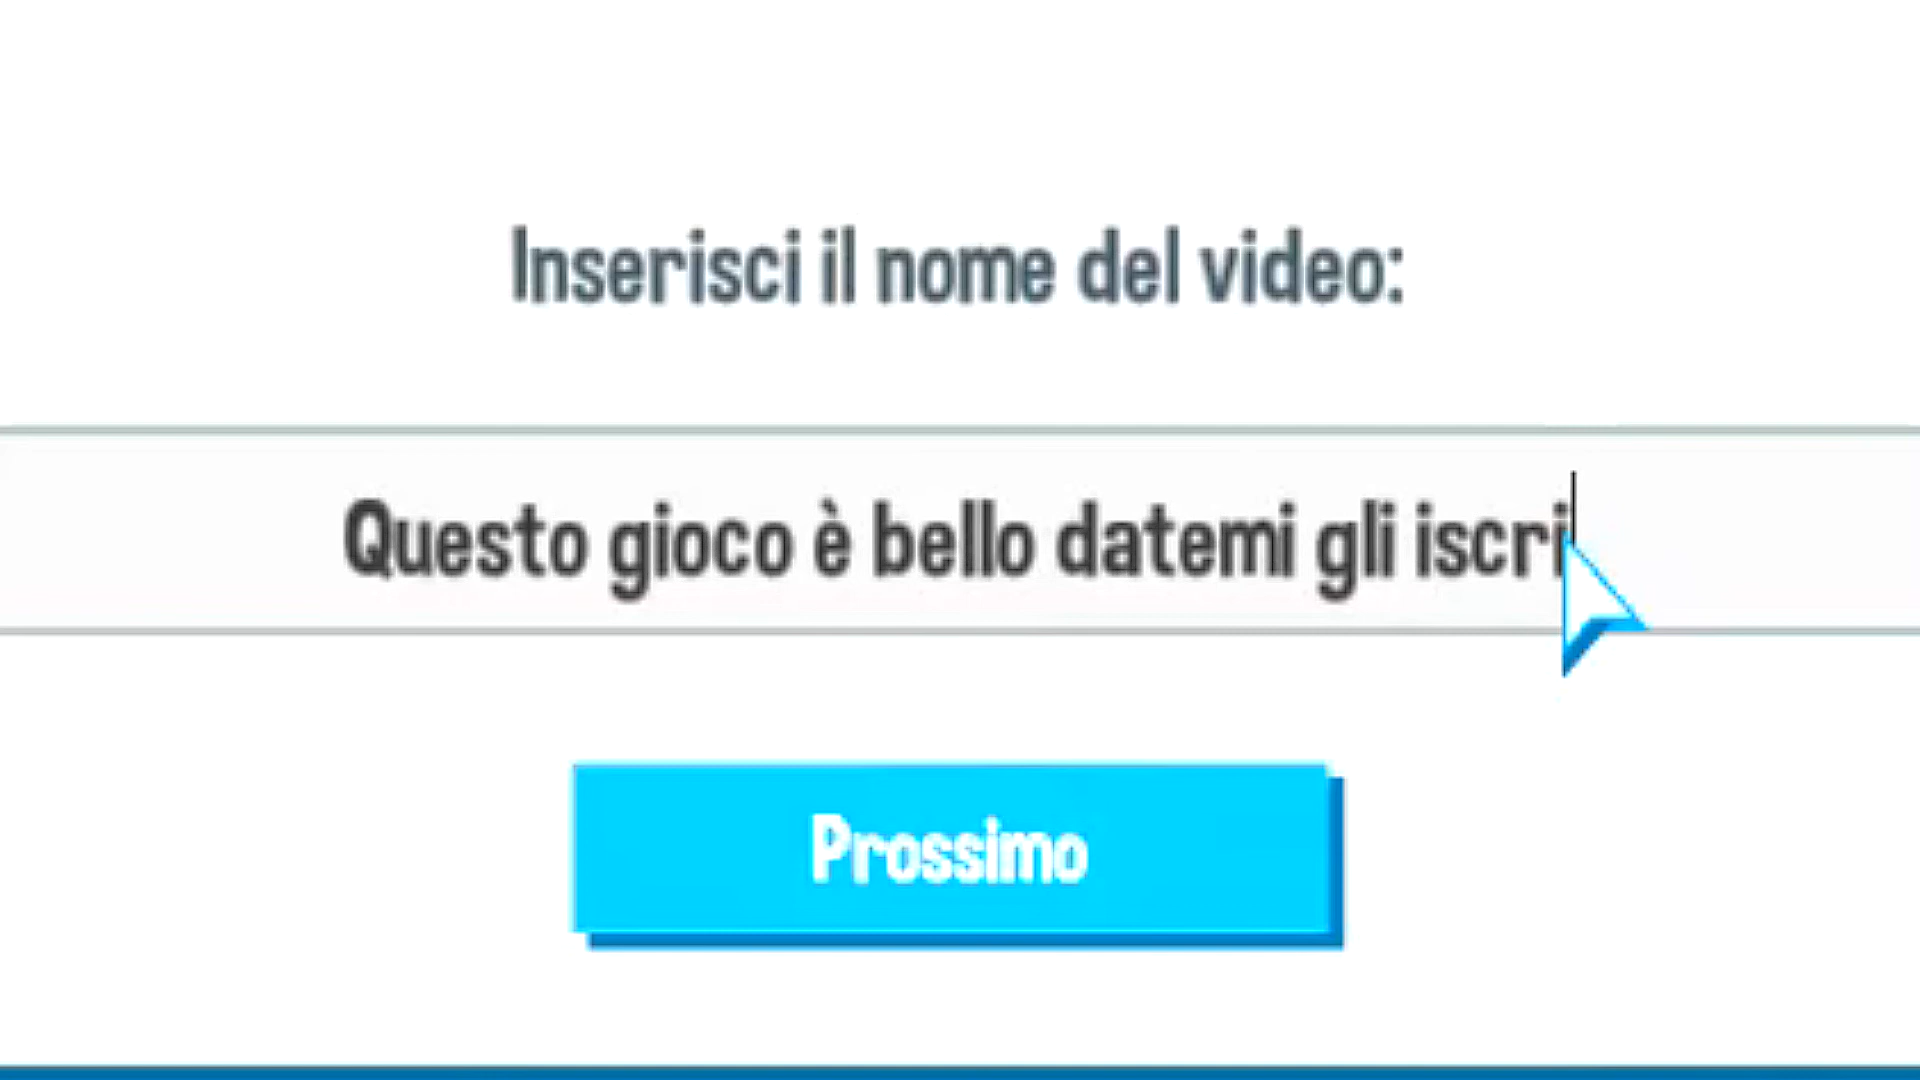 Inserisci il nome del video:
Questo gioco è bello datemi gli iscri
Prossimo